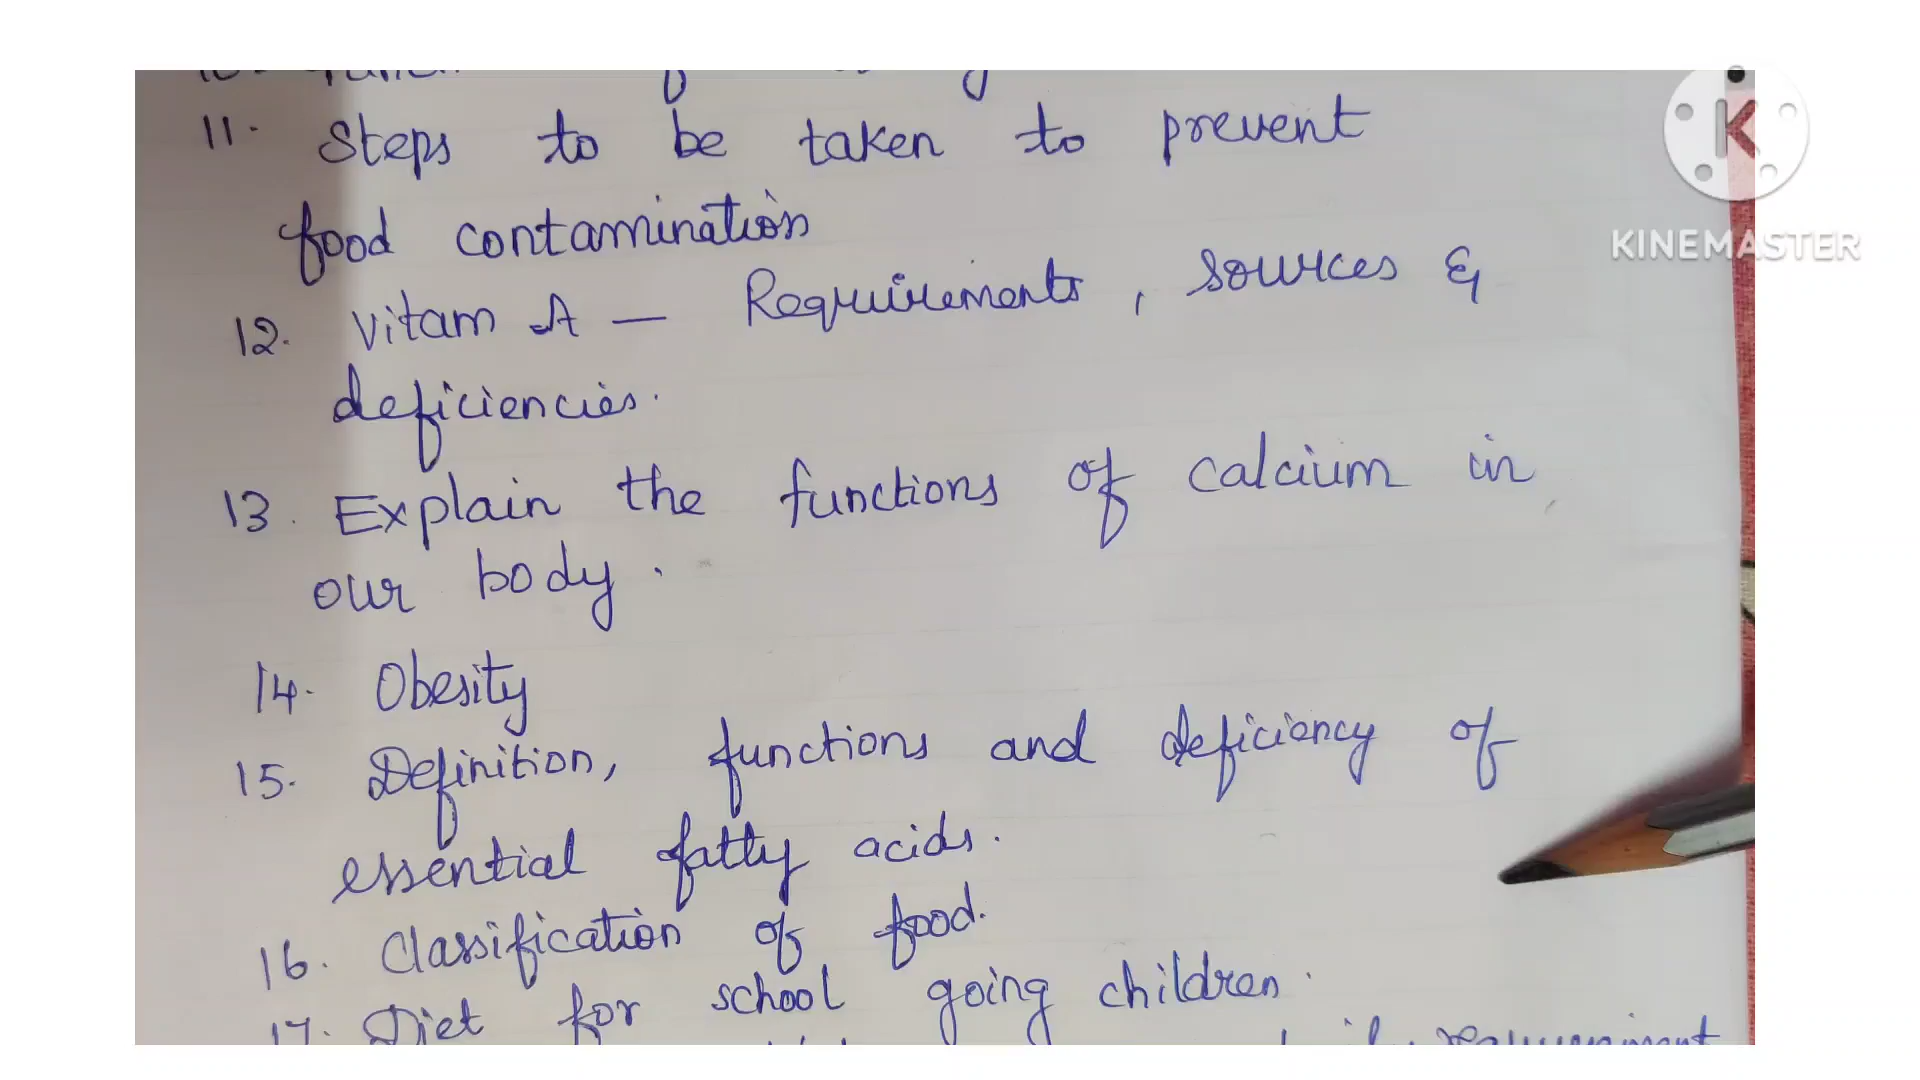 11. Steps to be taken to prevent
food contamination
12. Vitam A — Requirements, sources &
deficiencies.
13. Explain the functions of calcium in
our body.
14. Obesity
15. Definition, functions and deficiency of
essential fatty acids.
16. Classification of food.
17. Diet for school going children.
requirement
K
KINEMASTER